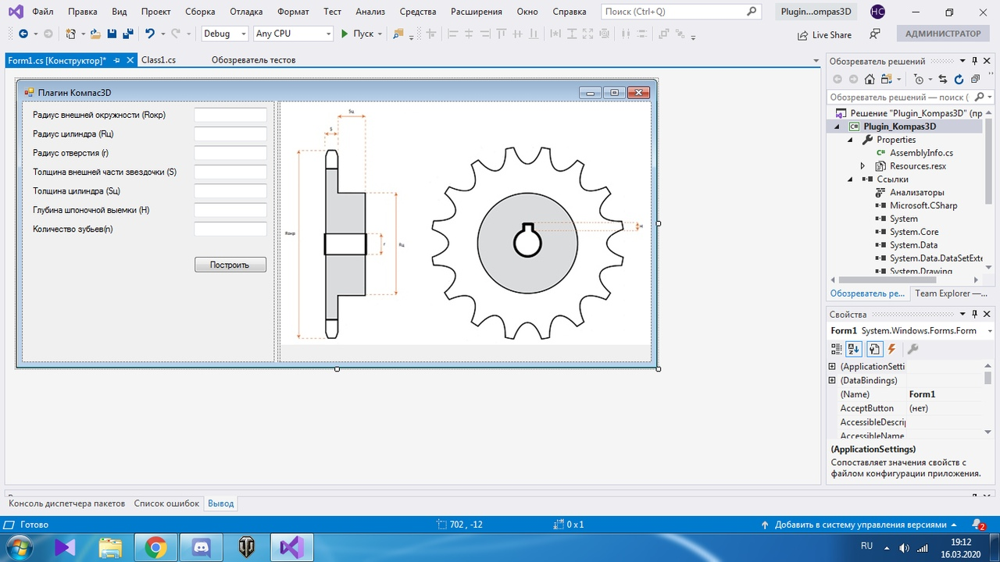 Файл Правка Вид Проект Сборка Отладка Формат Тест Анализ Средства Расширения Окно Справка Поиск (Ctrl+Q) Plugin...ompas3D НС
Debug Any CPU Пуск Live Share АДМИНИСТРАТОР
Form1.cs [Конструктор]* Class1.cs Обозреватель тестов
Плагин Компас3D
Радиус внешней окружности (Rокр)
Радиус цилиндра (Rц)
Радиус отверстия (r)
Толщина внешней части звездочки (S)
Толщина цилиндра (Sц)
Глубина шпоночной выемки (H)
Количество зубьев(n)
Построить
Sц
S
Rокр
r
Rц
H
Обозреватель решений
Обозреватель решений — поиск (
Решение "Plugin_Kompas3D" (пр
Plugin_Kompas3D
Properties
AssemblyInfo.cs
Resources.resx
Ссылки
Анализаторы
Microsoft.CSharp
System
System.Core
System.Data
System.Data.DataSetExte
System.Drawing
Обозреватель ре... Team Explorer —...
Свойства
Form1 System.Windows.Forms.Form
(ApplicationSetti
(DataBindings)
(Name) Form1
AcceptButton (нет)
AccessibleDescri
AccessibleName
(ApplicationSettings)
Сопоставляет значения свойств с
файлом конфигурации приложения.
Консоль диспетчера пакетов Список ошибок Вывод
Готово 702 , -12 0 x 1 Добавить в систему управления версиями 2
RU 19:12
16.03.2020